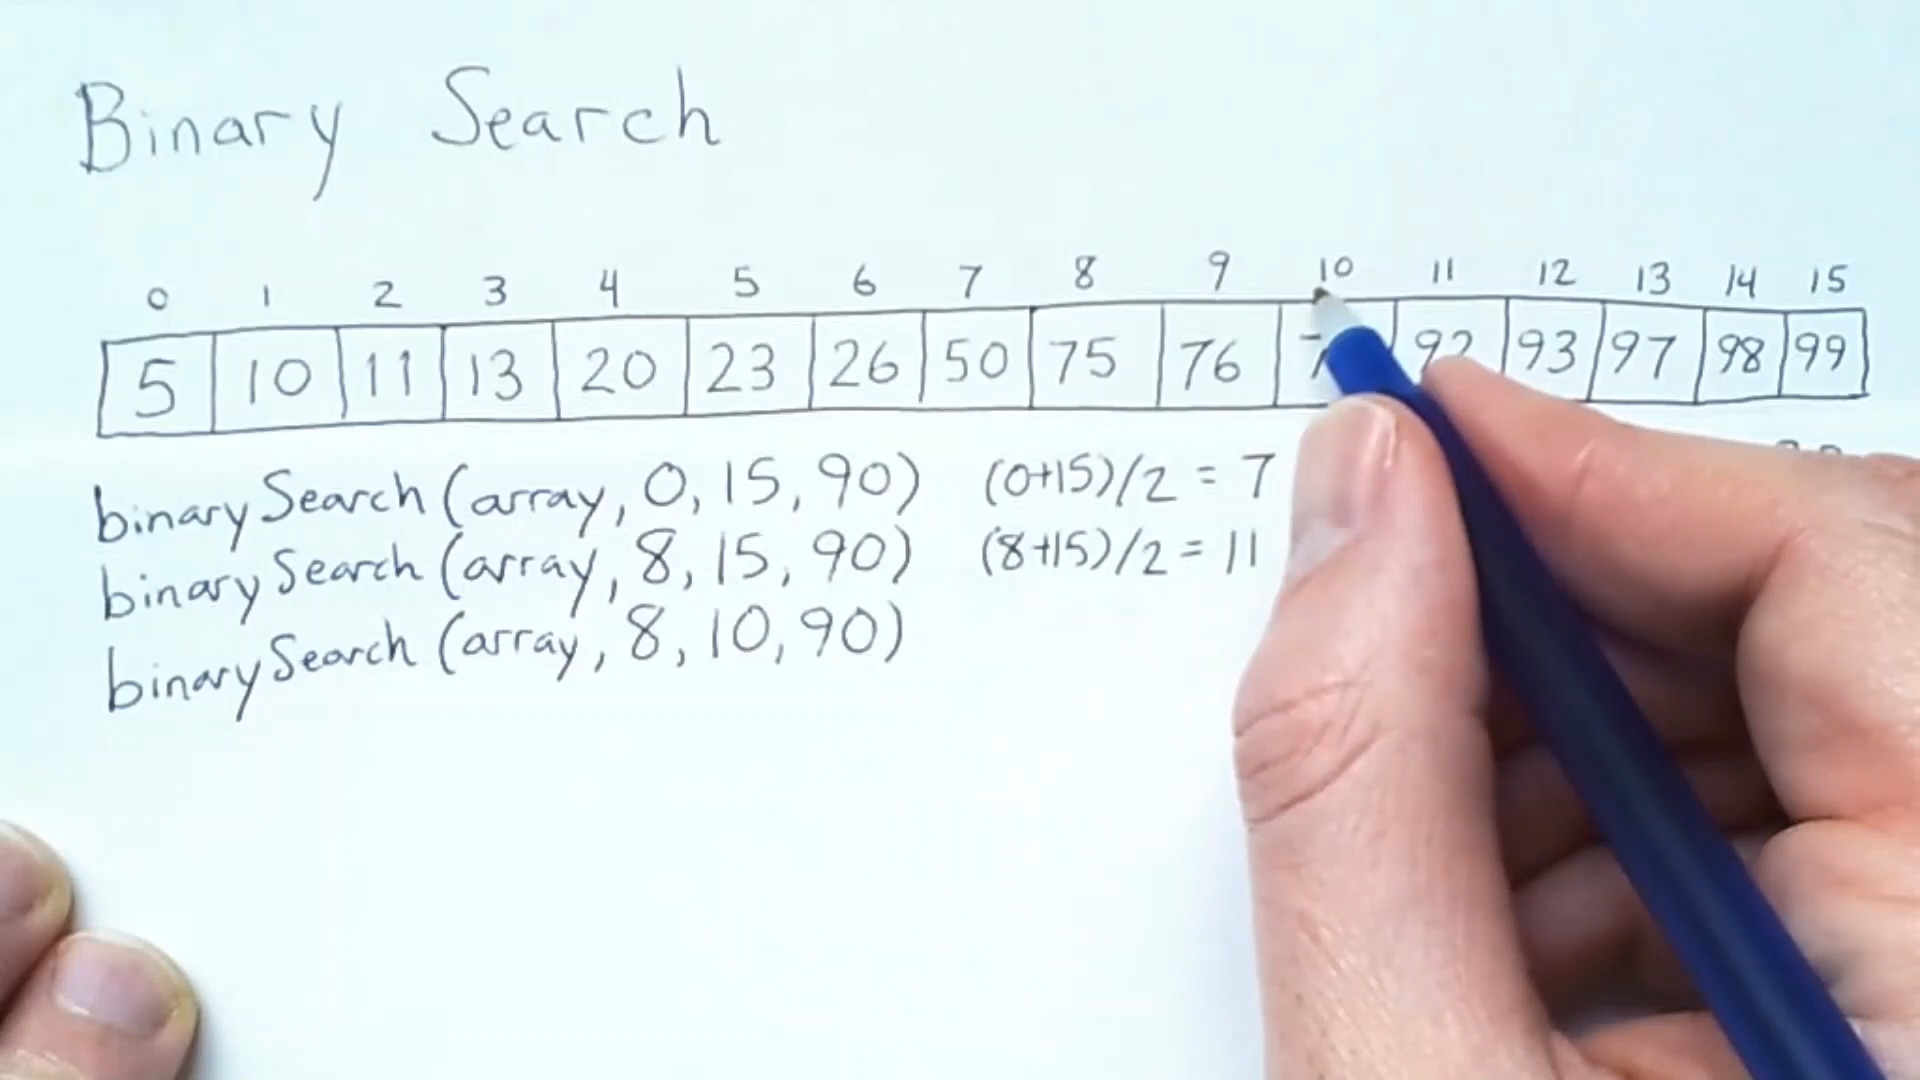 Binary Search
0 1 2 3 4 5 6 7 8 9 10 11 12 13 14 15
5 10 11 13 20 23 26 50 75 76 92 93 97 98 99
binarySearch (array, 0, 15, 90) (0+15)/2 = 7
binarySearch (array, 8, 15, 90) (8+15)/2 = 11
binarySearch (array, 8, 10, 90)